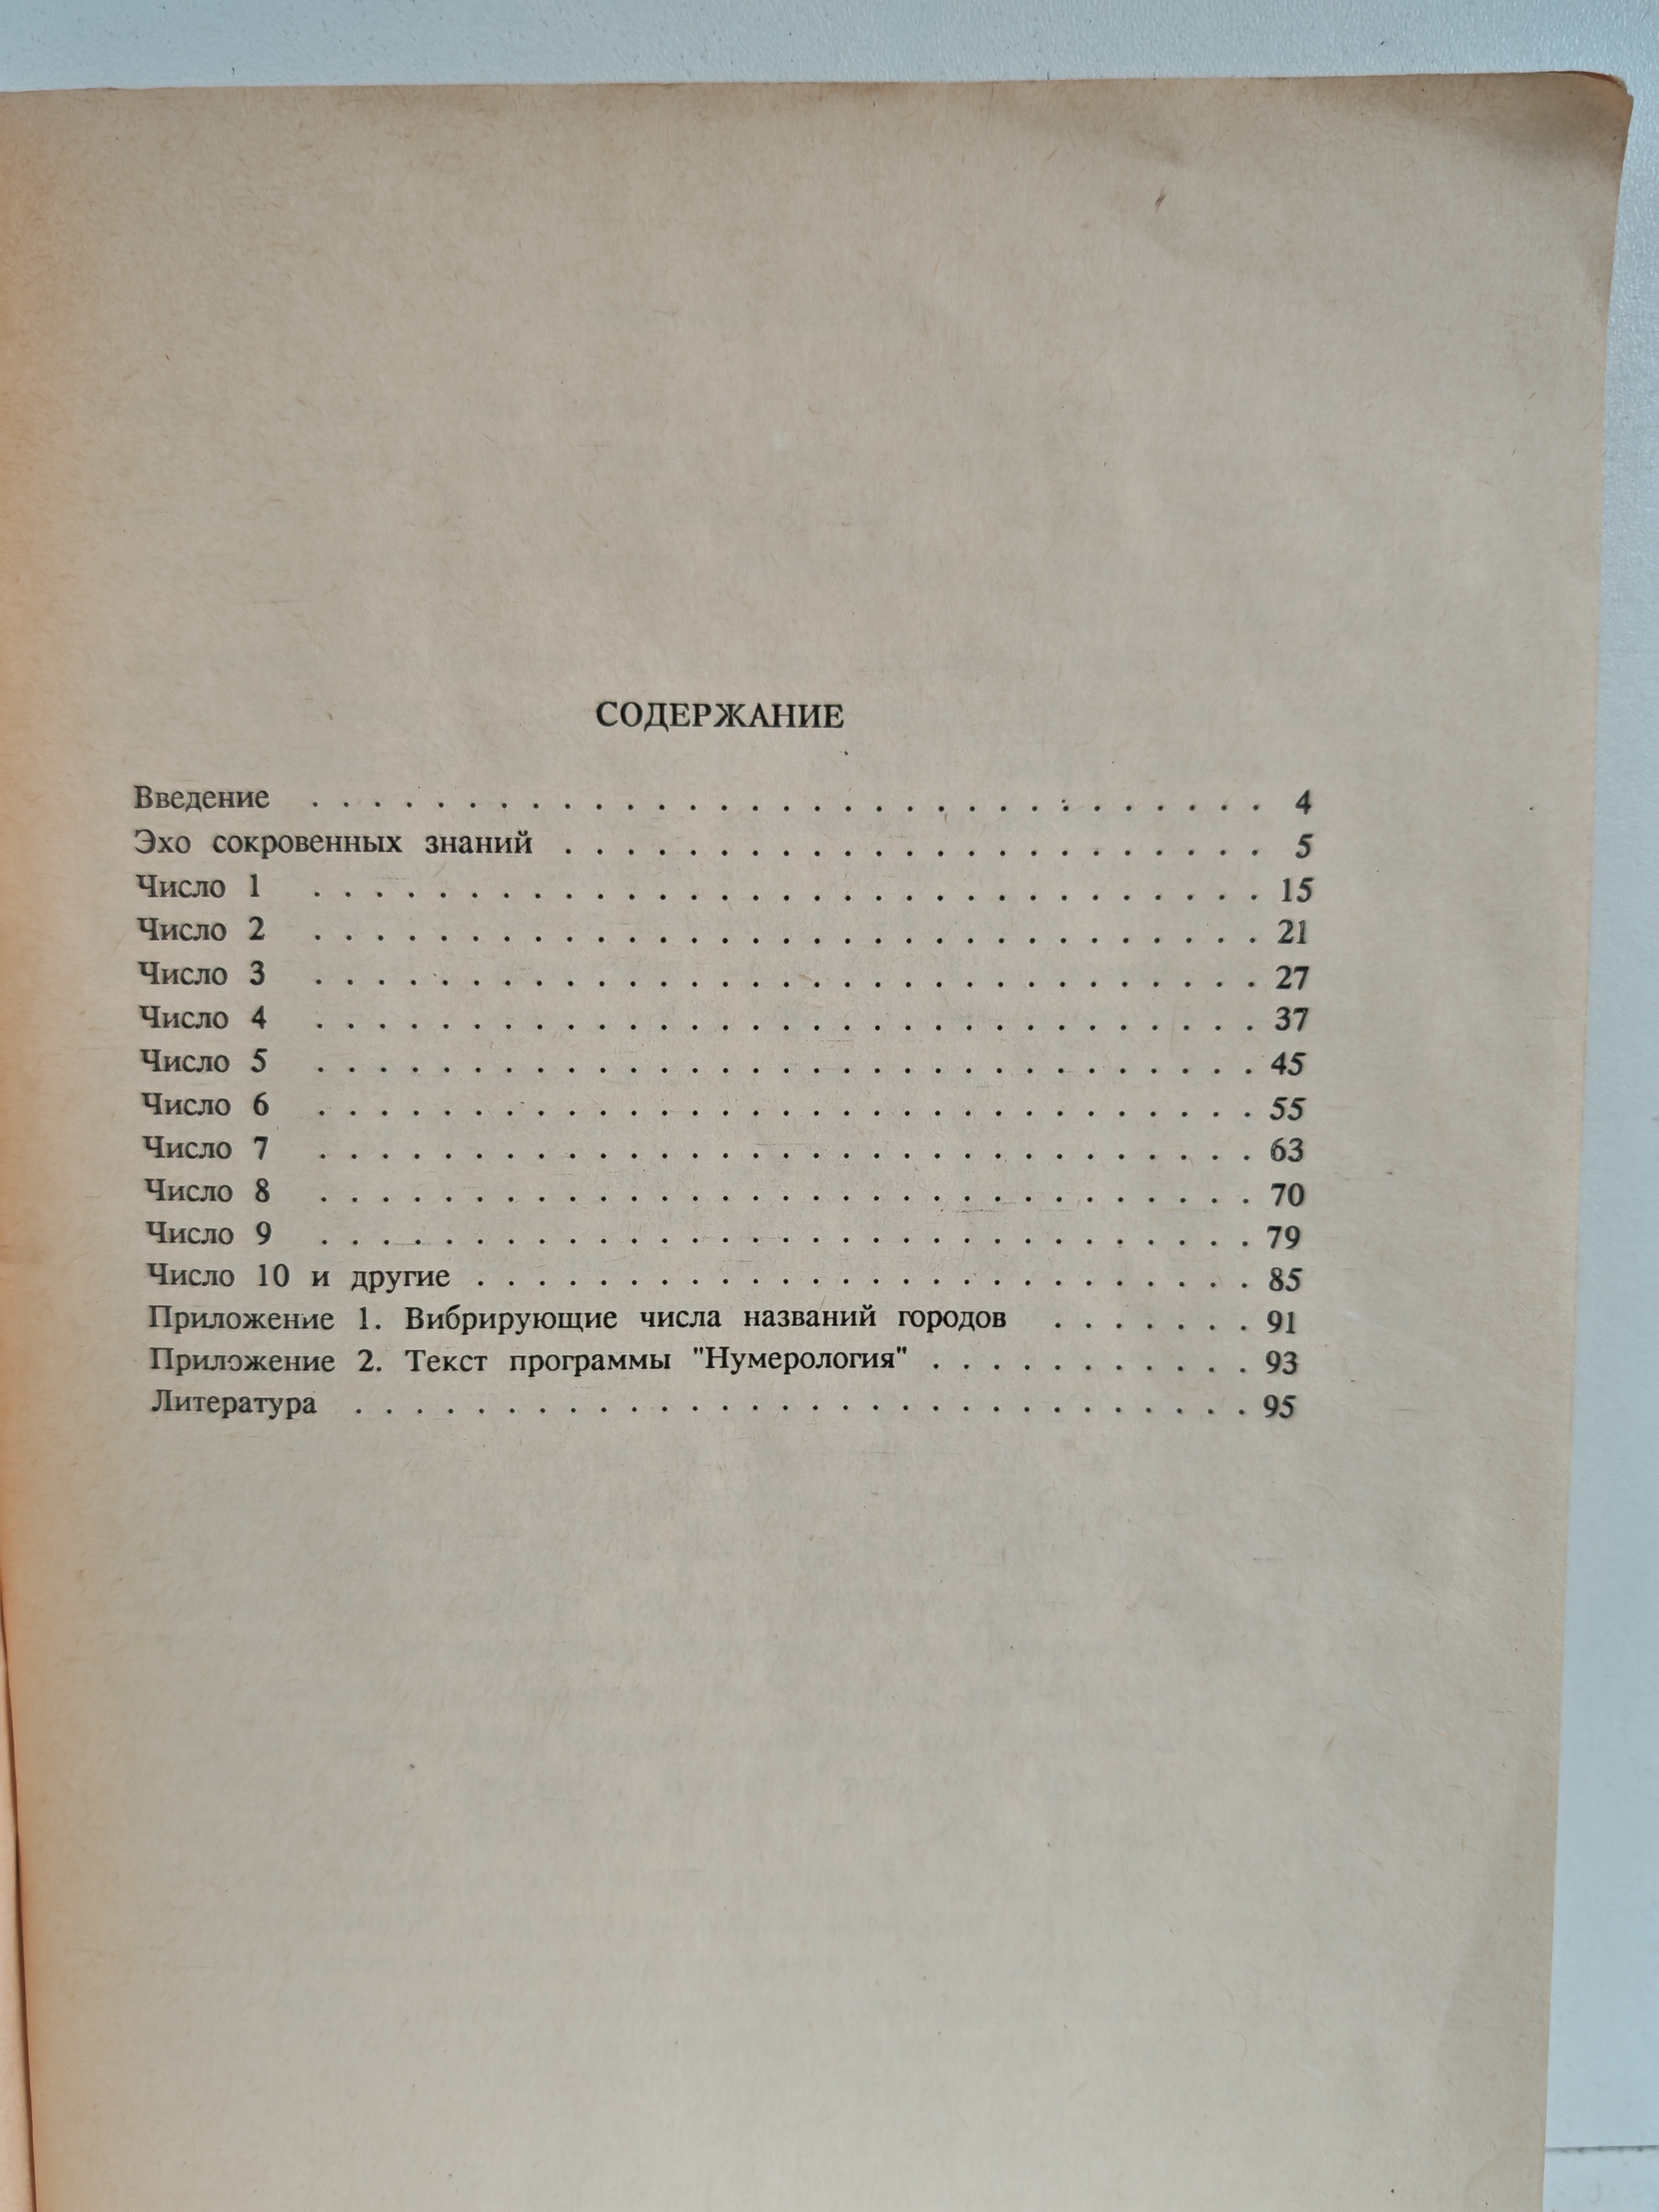 СОДЕРЖАНИЕ
Введение . . . . . . . . . . . . . . . . . . . . . . . . . . . . . . . 4
Эхо сокровенных знаний . . . . . . . . . . . . . . . . . . . . . . . 5
Число 1 . . . . . . . . . . . . . . . . . . . . . . . . . . . . . . . 15
Число 2 . . . . . . . . . . . . . . . . . . . . . . . . . . . . . . . 21
Число 3 . . . . . . . . . . . . . . . . . . . . . . . . . . . . . . . 27
Число 4 . . . . . . . . . . . . . . . . . . . . . . . . . . . . . . . 37
Число 5 . . . . . . . . . . . . . . . . . . . . . . . . . . . . . . . 45
Число 6 . . . . . . . . . . . . . . . . . . . . . . . . . . . . . . . 55
Число 7 . . . . . . . . . . . . . . . . . . . . . . . . . . . . . . . 63
Число 8 . . . . . . . . . . . . . . . . . . . . . . . . . . . . . . . 70
Число 9 . . . . . . . . . . . . . . . . . . . . . . . . . . . . . . . 79
Число 10 и другие . . . . . . . . . . . . . . . . . . . . . . . . . . 85
Приложение 1. Вибрирующие числа названий городов . . . . . . . 91
Приложение 2. Текст программы "Нумерология" . . . . . . . . . . . 93
Литература . . . . . . . . . . . . . . . . . . . . . . . . . . . . . . 95